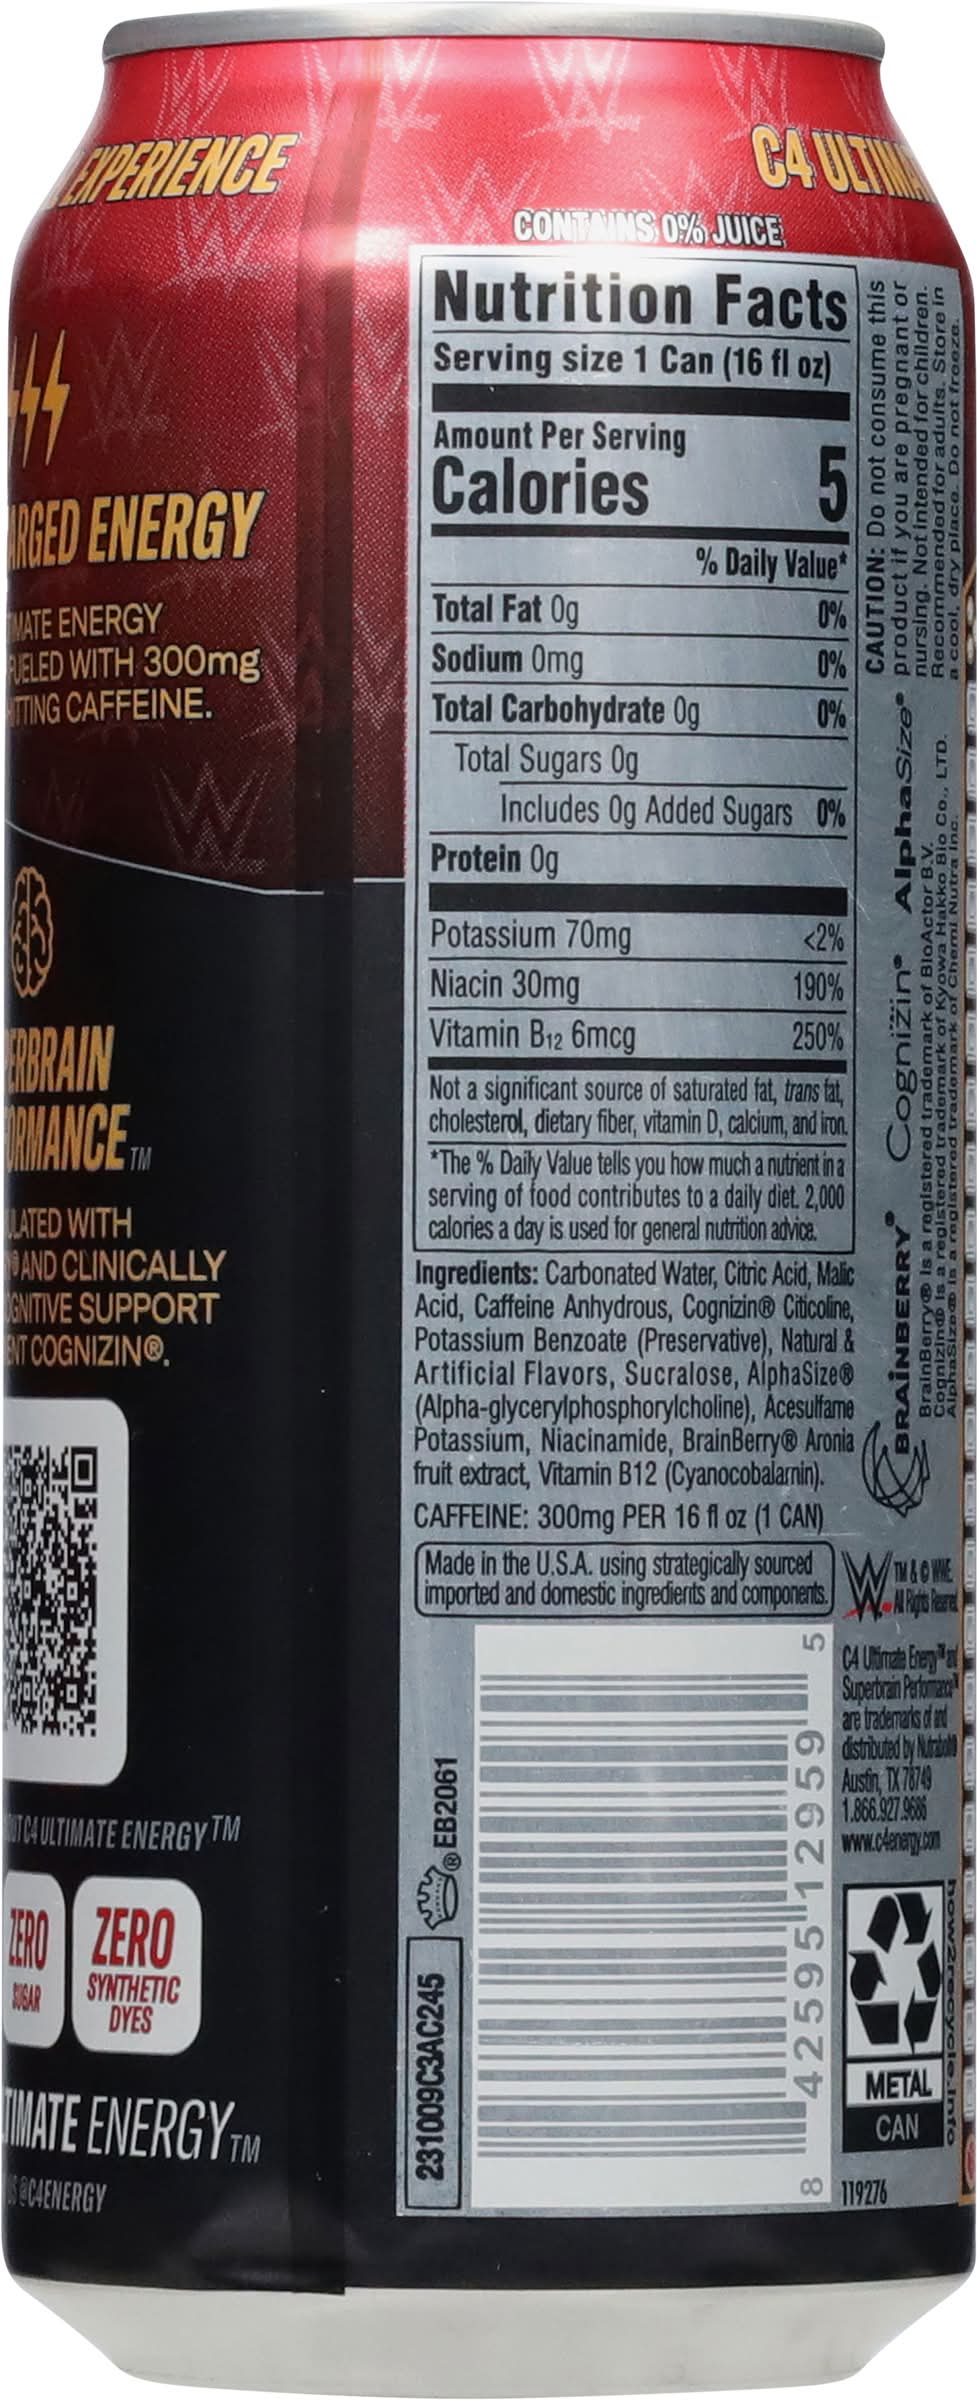 EXPERIENCE
ARGED ENERGY
ENERGY
WITH 300mg
CAFFEINE.
ERBRAIN
ORMANCE™
ULATED WITH
® AND CLINICALLY
OGNITIVE SUPPORT
ENT COGNIZIN®.
C4 ULTIMATE ENERGY™
ZERO
SUGAR
ZERO
SYNTHETIC
DYES
TIMATE ENERGY™
@C4ENERGY
C4 ULTIMA
CONTAINS 0% JUICE
Nutrition Facts
Serving size 1 Can (16 fl oz)
Amount Per Serving
Calories 5
% Daily Value*
Total Fat 0g 0%
Sodium 0mg 0%
Total Carbohydrate 0g 0%
Total Sugars 0g
Includes 0g Added Sugars 0%
Protein 0g
Potassium 70mg <2%
Niacin 30mg 190%
Vitamin B12 6mcg 250%
Not a significant source of saturated fat, trans fat,
cholesterol, dietary fiber, vitamin D, calcium, and iron.
*The % Daily Value tells you how much a nutrient in a
serving of food contributes to a daily diet. 2,000
calories a day is used for general nutrition advice.
Ingredients: Carbonated Water, Citric Acid, Malic
Acid, Caffeine Anhydrous, Cognizin® Citicoline,
Potassium Benzoate (Preservative), Natural &
Artificial Flavors, Sucralose, AlphaSize®
(Alpha-glycerylphosphorylcholine), Acesulfame
Potassium, Niacinamide, BrainBerry® Aronia
fruit extract, Vitamin B12 (Cyanocobalamin).
CAFFEINE: 300mg PER 16 fl oz (1 CAN)
Made in the U.S.A. using strategically sourced
imported and domestic ingredients and components.
CAUTION: Do not consume this
product if you are pregnant or
nursing. Not intended for children.
Recommended for adults. Store in
a cool, dry place. Do not freeze.
BRAINBERRY® Cognizin® AlphaSize®
BrainBerry® is a registered trademark of BioActor B.V.
Cognizin® is a registered trademark of Kyowa Hakko Bio Co., LTD.
AlphaSize® is a registered trademark of Chemi Nutra Inc.
W TM & © WWE.
All Rights Reserved.
C4 Ultimate Energy™ and
Superbrain Performance™
are trademarks of and
distributed by Nutrabolt®
Austin, TX 78749
1.866.927.9686
www.c4energy.com
® EB2061
231009C3AC245
8 42595 12959 5
how2recycle.info
METAL
CAN
119276